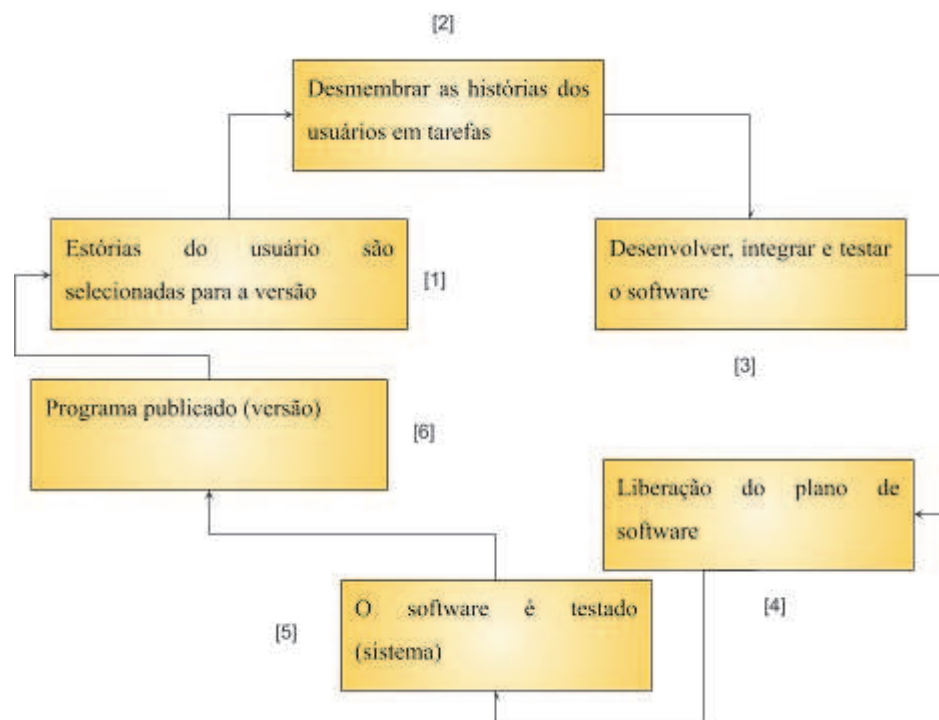 [2]
Desmembrar as histórias dos
usuários em tarefas
Estórias do usuário são
selecionadas para a versão
[1]
Desenvolver, integrar e testar
o software
[3]
Programa publicado (versão)
[6]
Liberação do plano de
software
[4]
O software é testado
(sistema)
[5]